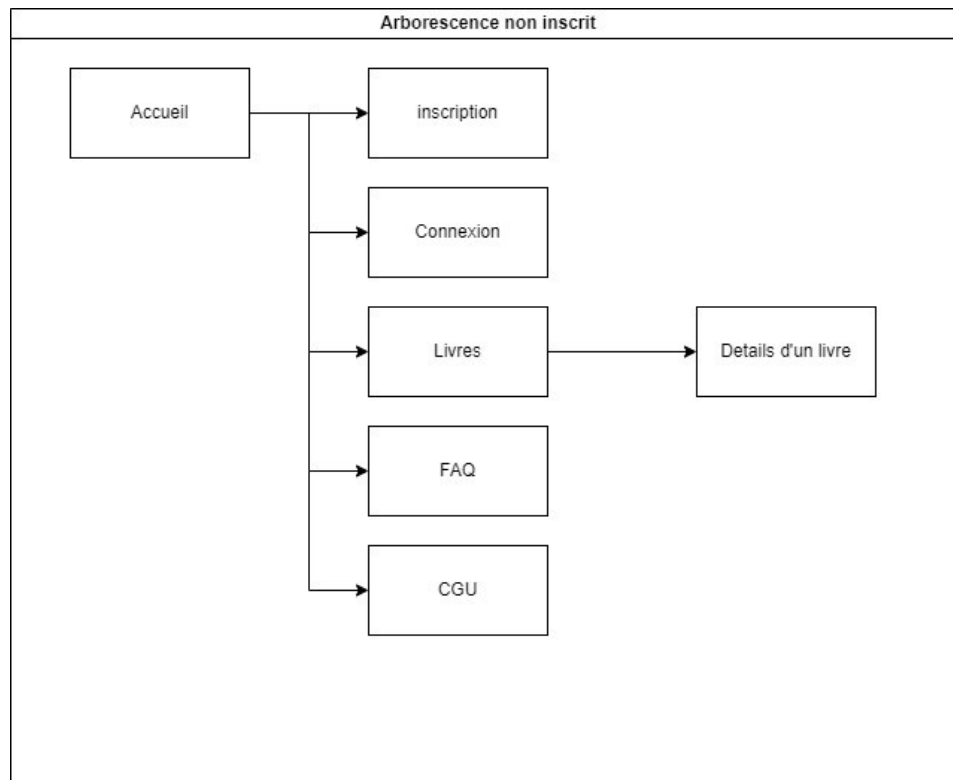 Arborescence non inscrit
Accueil
inscription
Connexion
Livres
Details d'un livre
FAQ
CGU